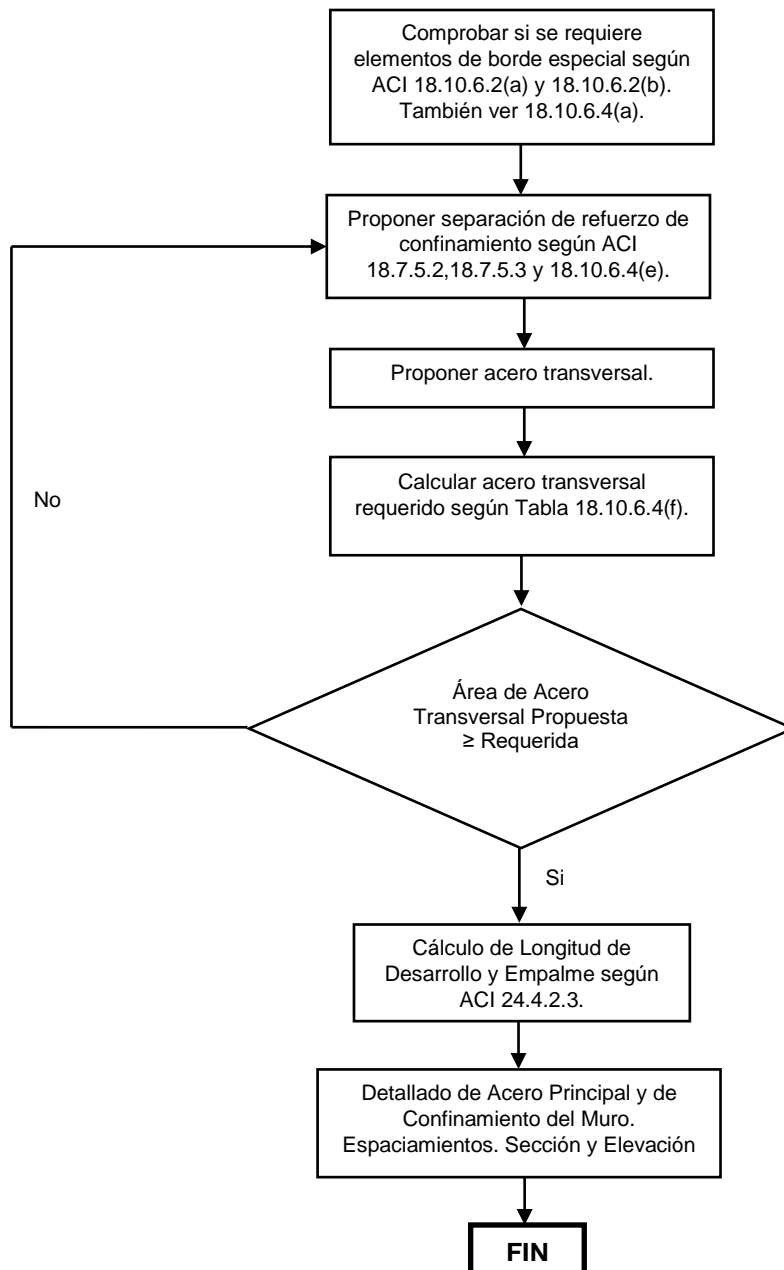 Comprobar si se requiere
elementos de borde especial según
ACI 18.10.6.2(a) y 18.10.6.2(b).
También ver 18.10.6.4(a).
Proponer separación de refuerzo de
confinamiento según ACI
18.7.5.2,18.7.5.3 y 18.10.6.4(e).
Proponer acero transversal.
Calcular acero transversal
requerido según Tabla 18.10.6.4(f).
No
Área de Acero
Transversal Propuesta
≥ Requerida
Si
Cálculo de Longitud de
Desarrollo y Empalme según
ACI 24.4.2.3.
Detallado de Acero Principal y de
Confinamiento del Muro.
Espaciamientos. Sección y Elevación
FIN